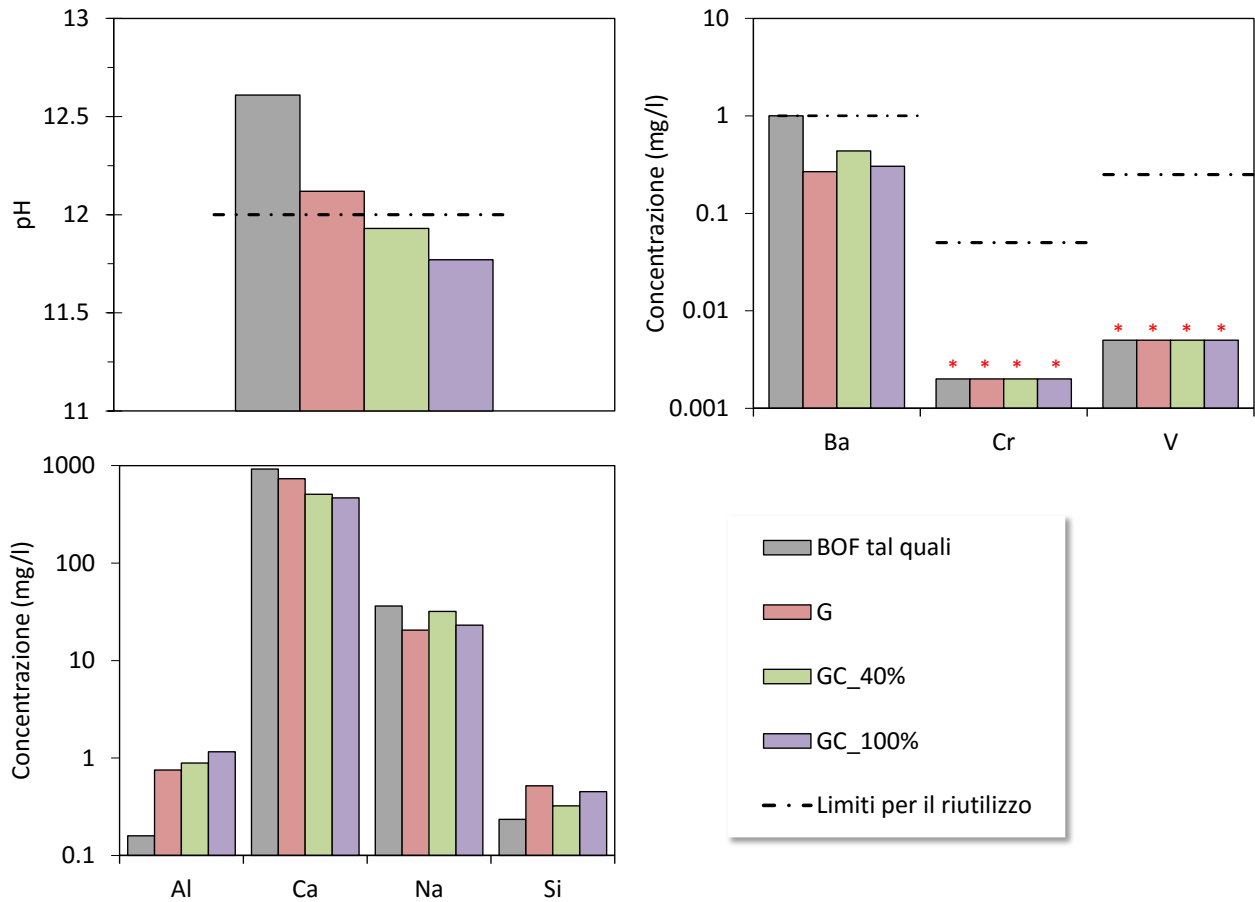 pH
13
12.5
12
11.5
11
Concentrazione (mg/l)
10
1
0.1
0.01
0.001
* * * *
* * * *
Ba Cr V
Concentrazione (mg/l)
1000
100
10
1
0.1
Al Ca Na Si
BOF tal quali
G
GC_40%
GC_100%
Limiti per il riutilizzo